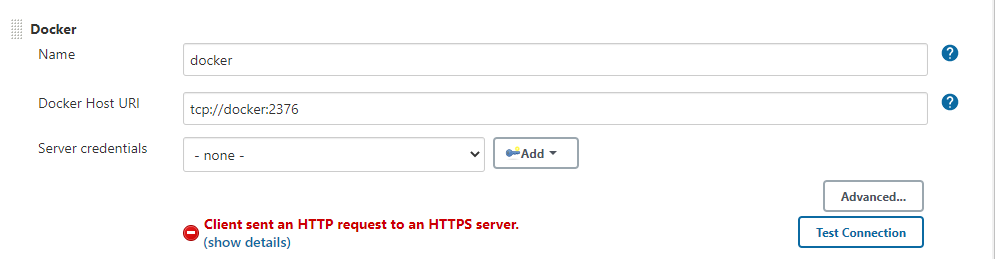 Docker
Name
docker
?
Docker Host URI
tcp://docker:2376
?
Server credentials
- none -
Add
Advanced...
Client sent an HTTP request to an HTTPS server.
(show details)
Test Connection